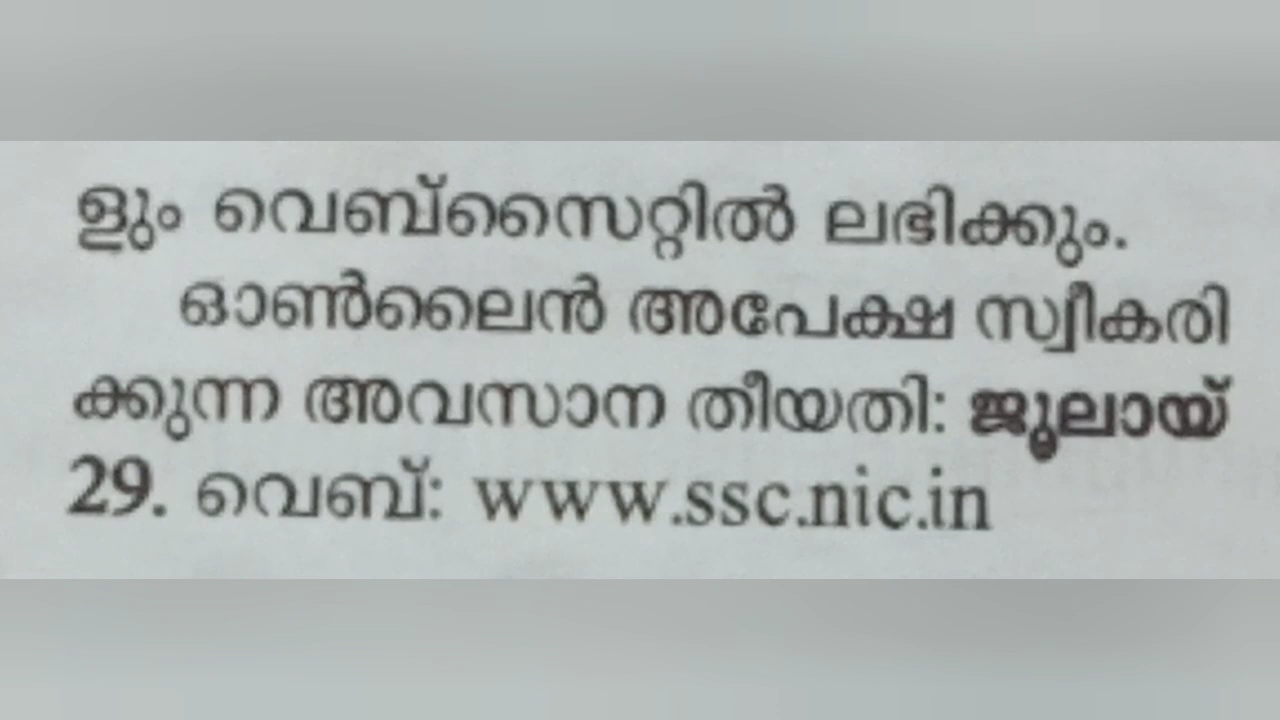 ളും വെബ്സൈറ്റിൽ ലഭിക്കും.
ഓൺലൈൻ അപേക്ഷ സ്വീകരി
ക്കുന്ന അവസാന തീയതി: ജൂലായ്
29. വെബ്: www.ssc.nic.in